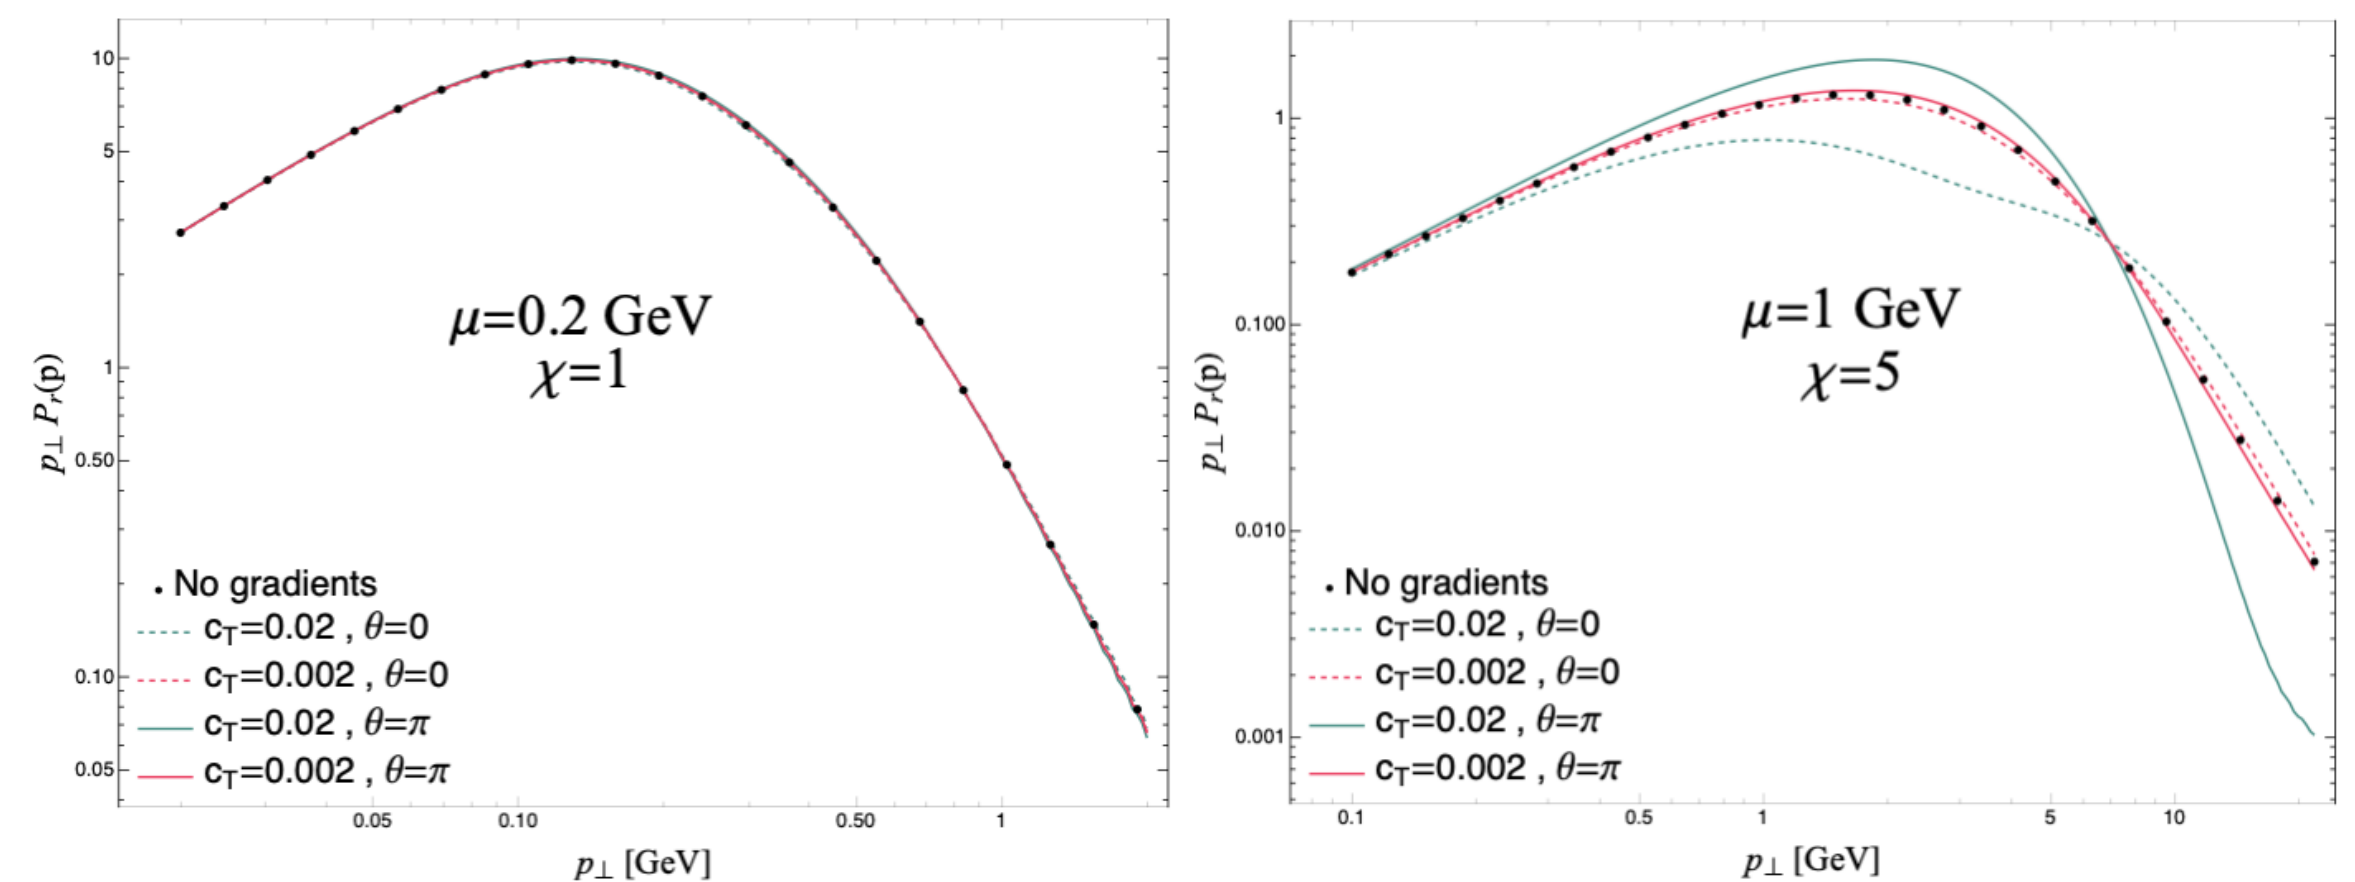 10
5
1
0.50
0.10
0.05
p⊥ Pr(p)
μ=0.2 GeV
χ=1
• No gradients
cT=0.02 , θ=0
cT=0.002 , θ=0
cT=0.02 , θ=π
cT=0.002 , θ=π
0.05 0.10 0.50 1
p⊥ [GeV]
1
0.100
0.010
0.001
p⊥ Pr(p)
μ=1 GeV
χ=5
• No gradients
cT=0.02 , θ=0
cT=0.002 , θ=0
cT=0.02 , θ=π
cT=0.002 , θ=π
0.1 0.5 1 5 10
p⊥ [GeV]